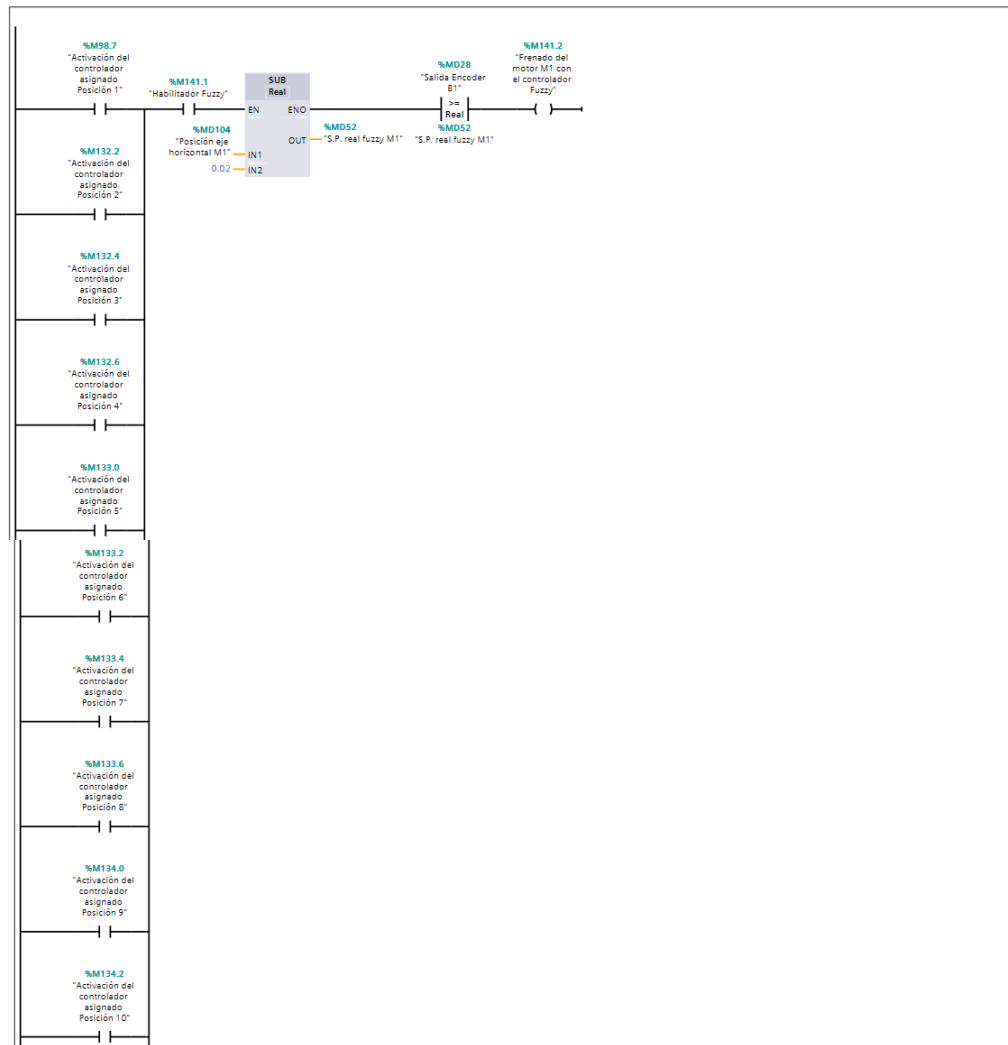 %M98.7
"Activación del
controlador
asignado
Posición 1"
%M141.1
"Habilitador Fuzzy"
SUB
Real
EN
ENO
%MD104
"Posición eje
horizontal M1"
IN1
0.02
IN2
OUT
%MD52
"S.P. real fuzzy M1"
%MD28
"Salida Encoder
B1"
>=
Real
%MD52
"S.P. real fuzzy M1"
%M141.2
"Frenado del
motor M1 con
el controlador
Fuzzy"
%M132.2
"Activación del
controlador
asignado
Posición 2"
%M132.4
"Activación del
controlador
asignado
Posición 3"
%M132.6
"Activación del
controlador
asignado
Posición 4"
%M133.0
"Activación del
controlador
asignado
Posición 5"
%M133.2
"Activación del
controlador
asignado
Posición 6"
%M133.4
"Activación del
controlador
asignado
Posición 7"
%M133.6
"Activación del
controlador
asignado
Posición 8"
%M134.0
"Activación del
controlador
asignado
Posición 9"
%M134.2
"Activación del
controlador
asignado
Posición 10"